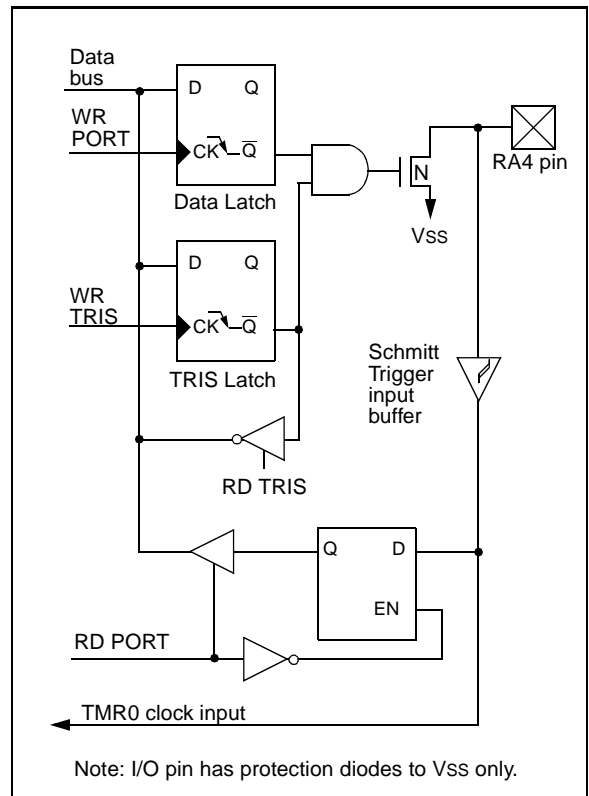 Data
bus
D Q
WR
PORT
CK Q
N
RA4 pin
Data Latch
VSS
D Q
WR
TRIS
CK Q
Schmitt
Trigger
input
buffer
TRIS Latch
RD TRIS
Q D
EN
RD PORT
TMR0 clock input
Note: I/O pin has protection diodes to VSS only.